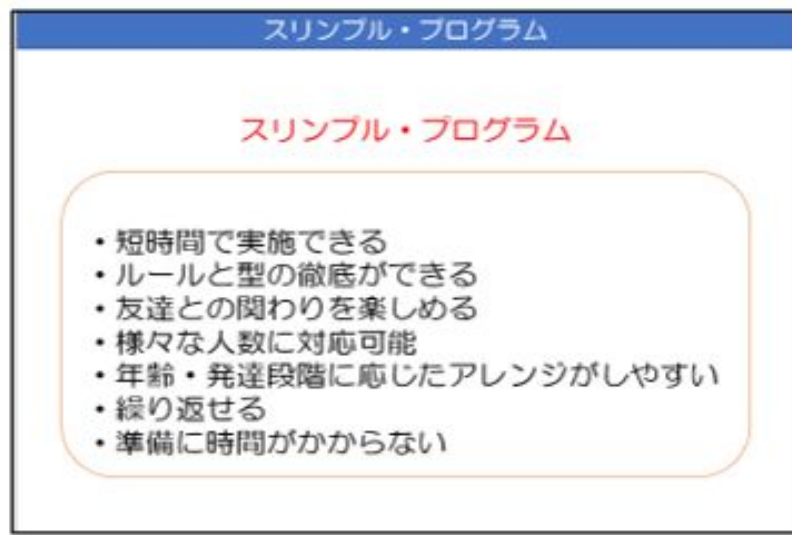 スリンプル・プログラム
スリンプル・プログラム
・短時間で実施できる
・ルールと型の徹底ができる
・友達との関わりを楽しめる
・様々な人数に対応可能
・年齢・発達段階に応じたアレンジがしやすい
・繰り返せる
・準備に時間がかからない